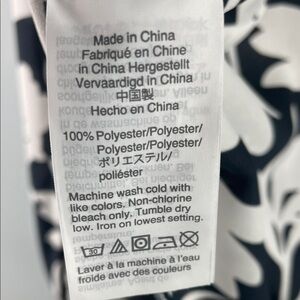 Made in China
Fabriqué en Chine
in China Hergestellt
Vervaardigd in China
中国製
Hecho en China
100% Polyester/Polyester/
Polyester/Polyester/
ポリエステル/
poliéster
Machine wash cold with
like colors. Non-chlorine
bleach only. Tumble dry
low. Iron on lowest setting.
Laver à la machine à l'eau
froide avec des couleurs